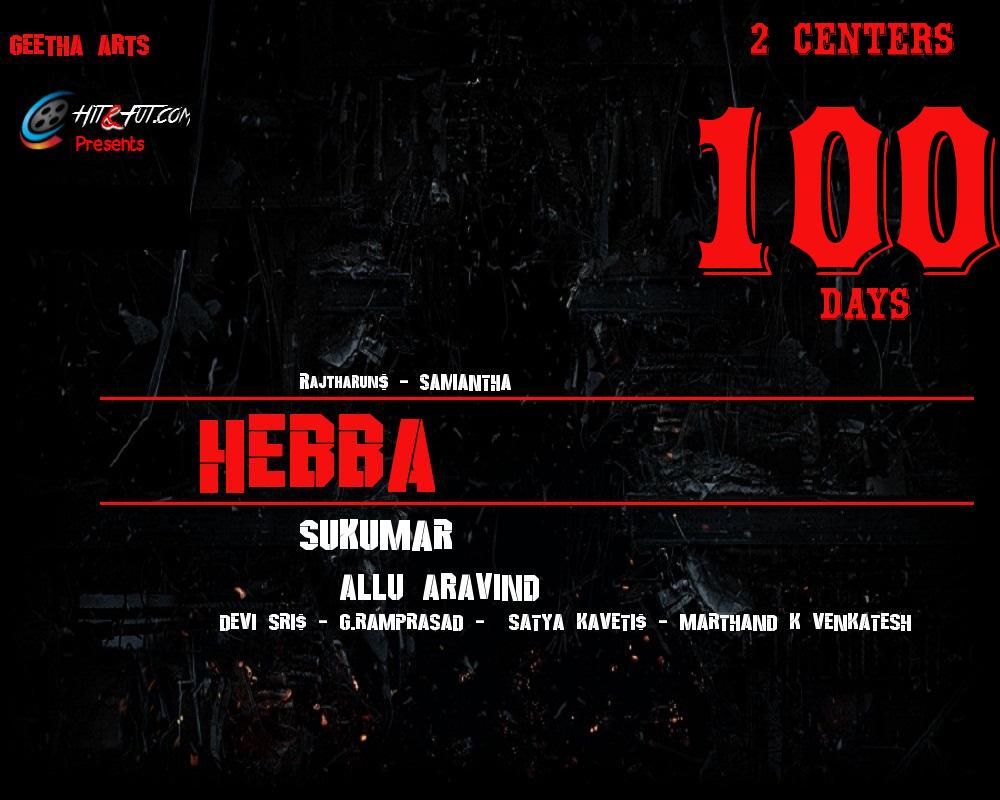 GEETHA ARTS
2 CENTERS
HIT&FUT.COM
Presents
100
DAYS
RAJTHARUN$ - SAMANTHA
HEBBA
SUKUMAR
ALLU ARAVIND
DEVI SRI$ - G.RAMPRASAD - SATYA KAVETI$ - MARTHAND K VENKATESH